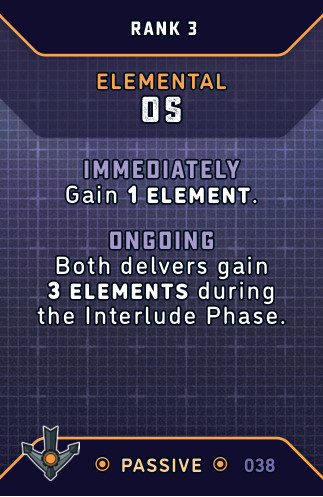 RANK 3
ELEMENTAL
OS
IMMEDIATELY
Gain 1 ELEMENT.
ONGOING
Both delvers gain
3 ELEMENTS during
the Interlude Phase.
PASSIVE 038